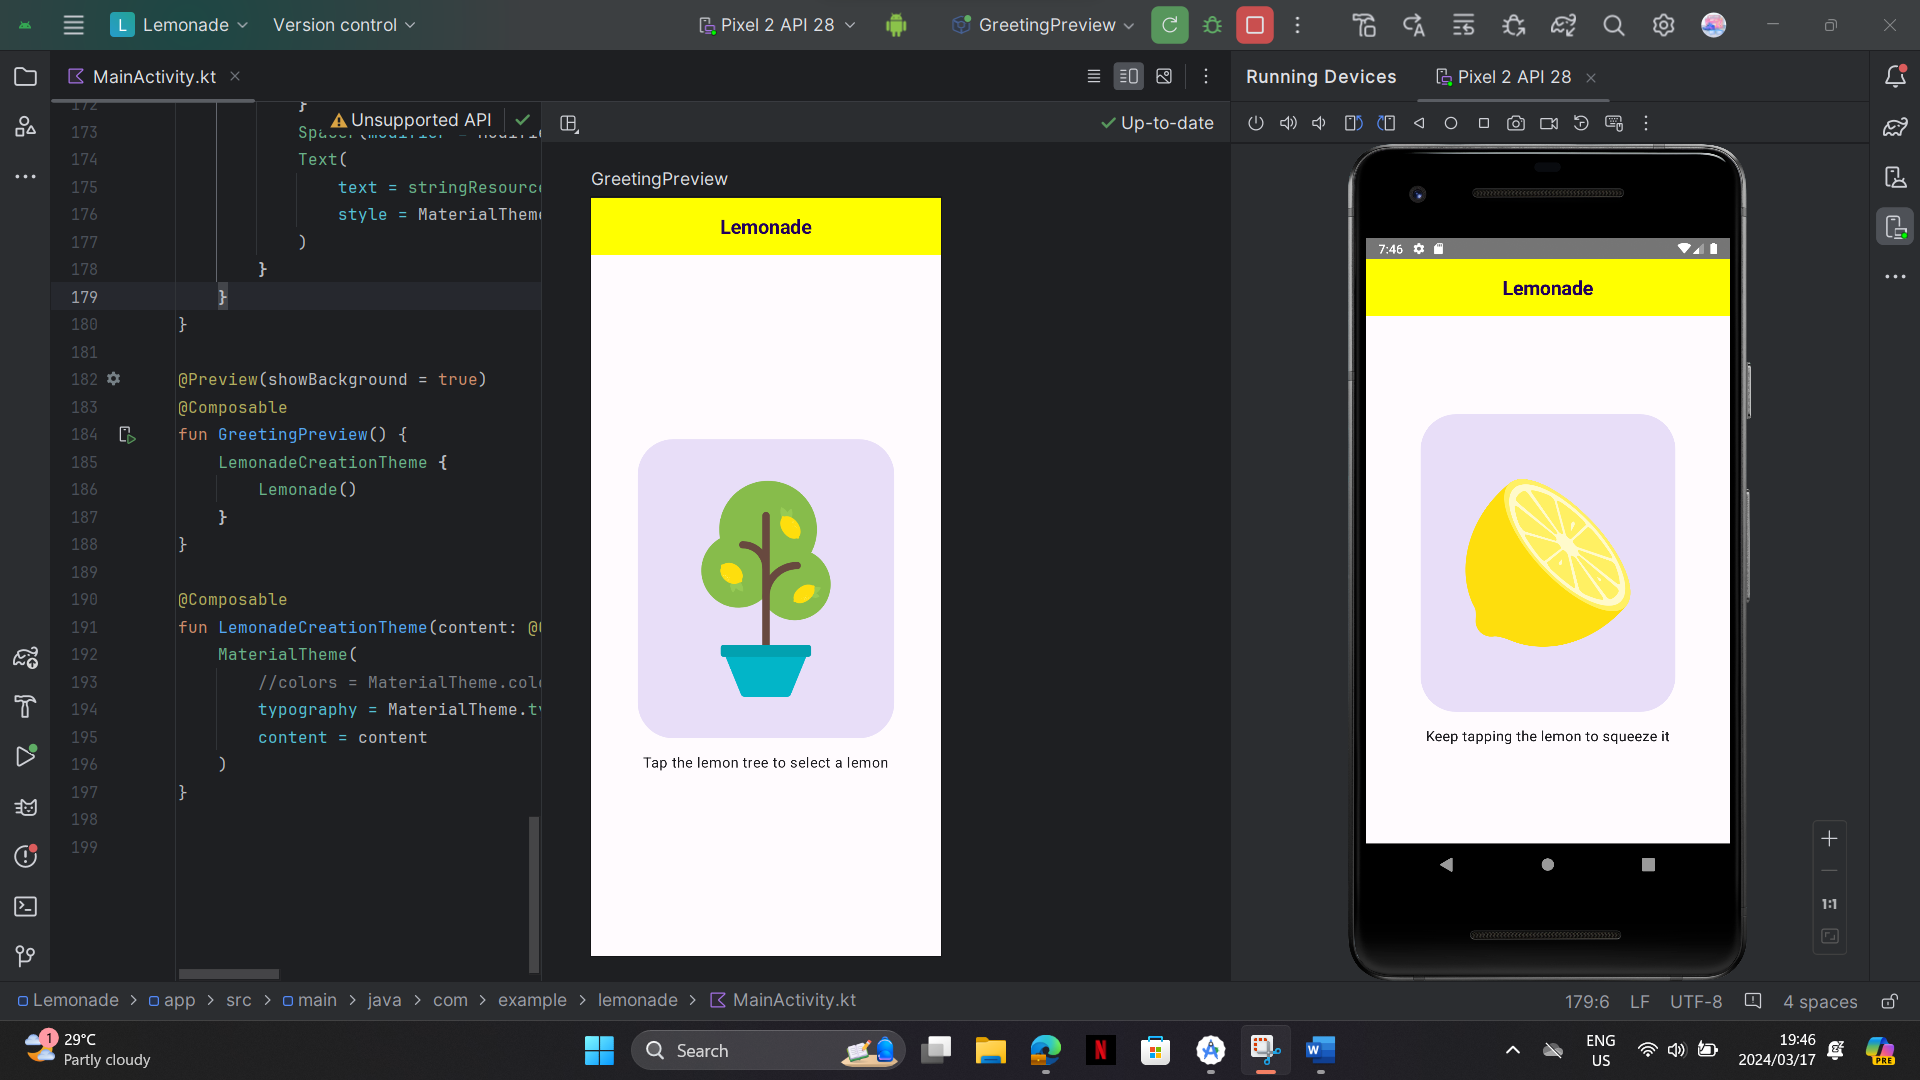 L Lemonade Version control Pixel 2 API 28 GreetingPreview
MainActivity.kt
Running Devices Pixel 2 API 28
Unsupported API
Up-to-date
172 }
173 Spacer(modifier = Modifie
174 Text(
175 text = stringResource
176 style = MaterialTheme
177 )
178 }
179 }
180 }
181
182 @Preview(showBackground = true)
183 @Composable
184 fun GreetingPreview() {
185 LemonadeCreationTheme {
186 Lemonade()
187 }
188 }
189
190 @Composable
191 fun LemonadeCreationTheme(content: @
192 MaterialTheme(
193 //colors = MaterialTheme.colo
194 typography = MaterialTheme.ty
195 content = content
196 )
197 }
198
199
GreetingPreview
Lemonade
Tap the lemon tree to select a lemon
7:46
Lemonade
Keep tapping the lemon to squeeze it
1:1
Lemonade > app > src > main > java > com > example > lemonade > MainActivity.kt
179:6 LF UTF-8 4 spaces
1
29°C
Partly cloudy
Search
N
W
ENG
US
19:46
2024/03/17
PRE